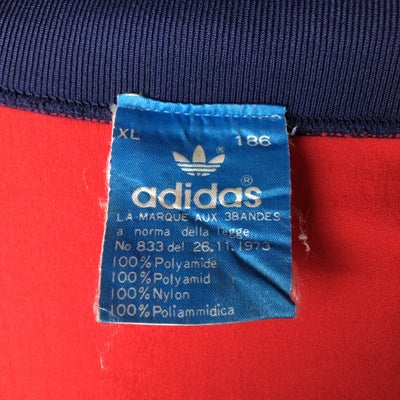 XL 186
adidas
LA MARQUE AUX 3BANDES
a norma della legge
No 833 del 26.11.1973
100% Polyamide
100% Polyamid
100% Nylon
100% Poliammidica